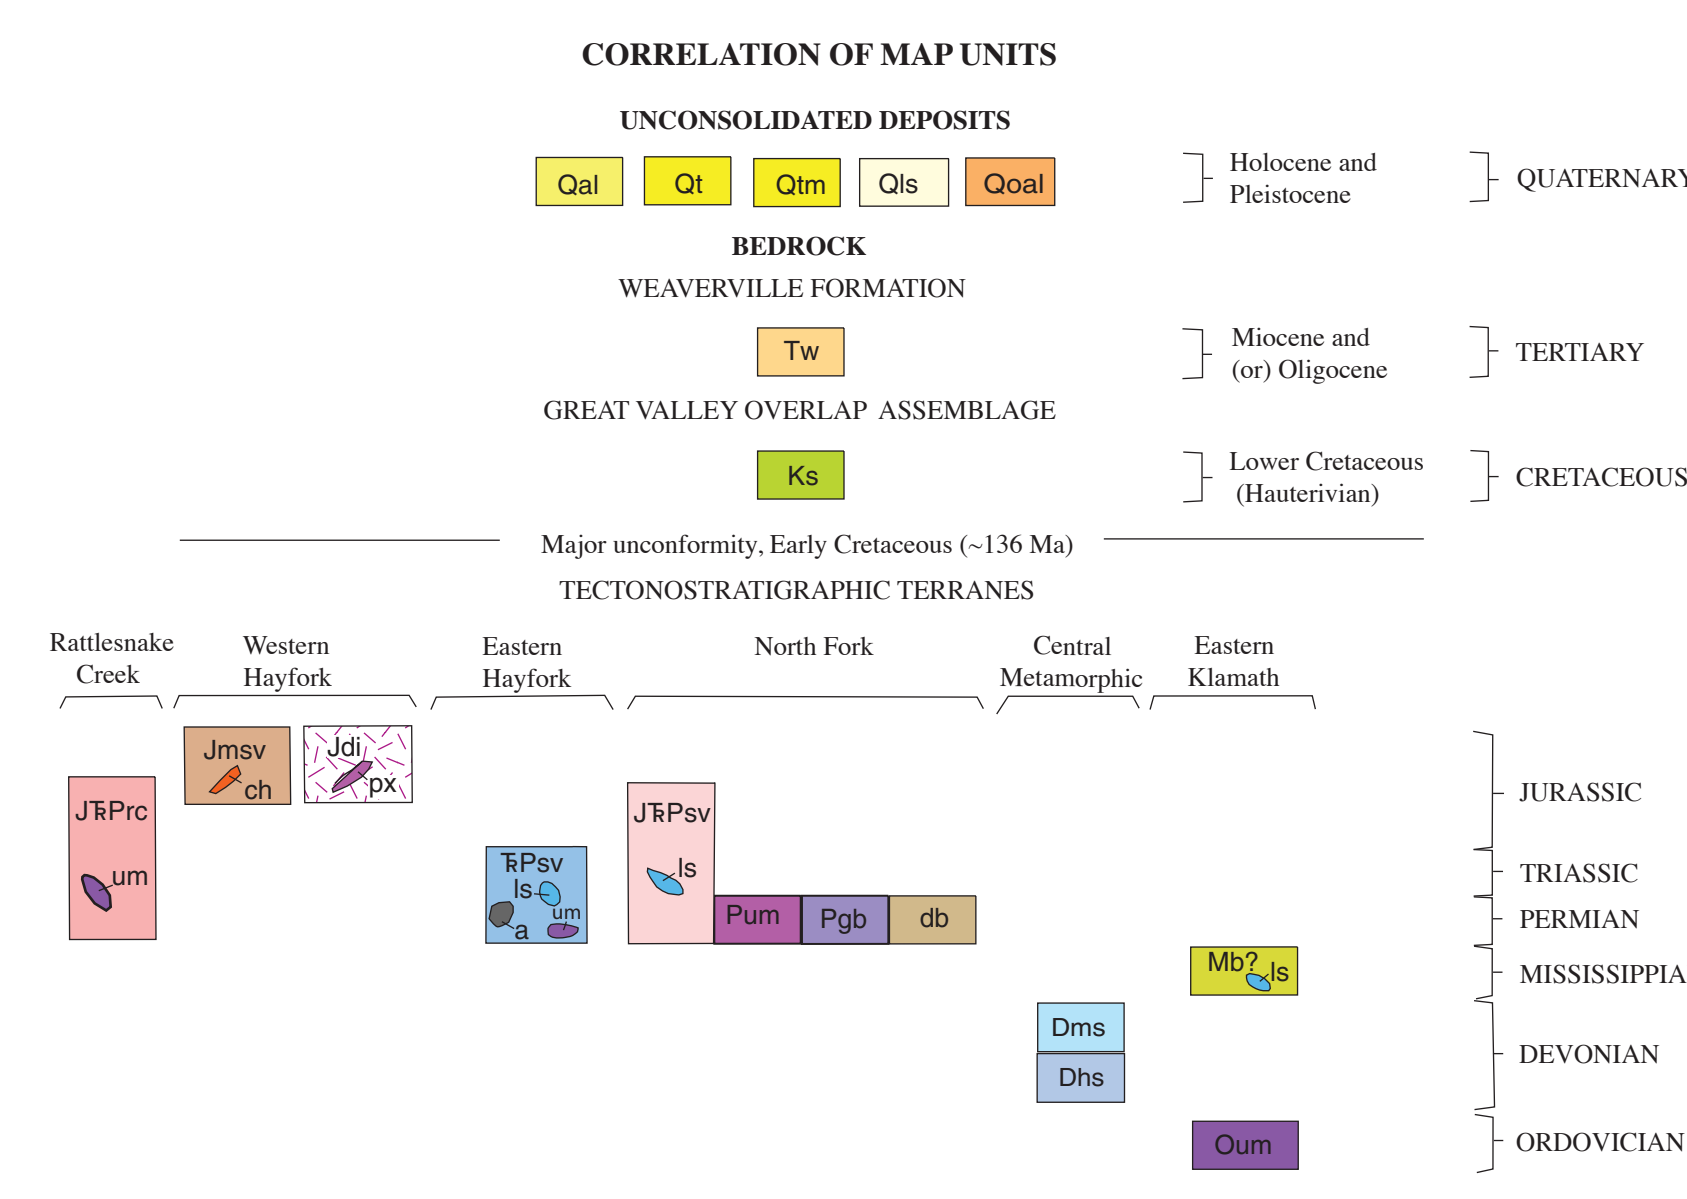 CORRELATION OF MAP UNITS
UNCONSOLIDATED DEPOSITS
Qal Qt Qtm Qls Qoal
Holocene and
Pleistocene
QUATERNARY
BEDROCK
WEAVERVILLE FORMATION
Tw
Miocene and
(or) Oligocene
TERTIARY
GREAT VALLEY OVERLAP ASSEMBLAGE
Ks
Lower Cretaceous
(Hauterivian)
CRETACEOUS
Major unconformity, Early Cretaceous (~136 Ma)
TECTONOSTRATIGRAPHIC TERRANES
Rattlesnake
Creek
Western
Hayfork
Eastern
Hayfork
North Fork
Central
Metamorphic
Eastern
Klamath
Jmsv
ch
Jdi
px
JTRPrc
um
TRPsv
ls
um
a
JTRPsv
ls
Pum Pgb db
Mb?
ls
Dms
Dhs
Oum
JURASSIC
TRIASSIC
PERMIAN
MISSISSIPPIA
DEVONIAN
ORDOVICIAN